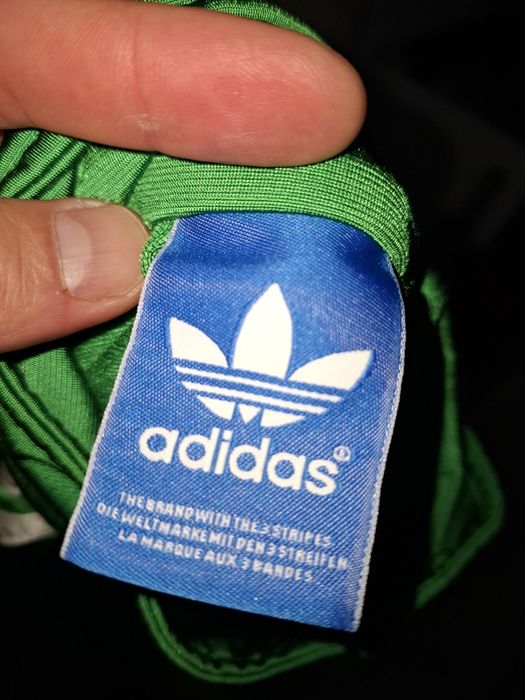 adidas®
THE BRAND WITH THE 3 STRIPES
DIE WELTMARKE MIT DEN 3 STREIFEN
LA MARQUE AUX 3 BANDES